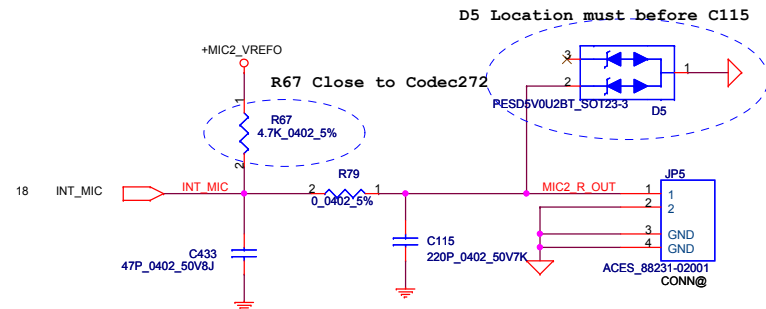 D5 Location must before C115
+MIC2_VREFO
3
2
1
PESD5V0U2BT_SOT23-3
D5
R67 Close to Codec272
1
R67
4.7K_0402_5%
2
18
INT_MIC
INT_MIC
2
R79
1
0_0402_5%
MIC2_R_OUT
JP5
1
1
2
2
3
GND
4
GND
C433
47P_0402_50V8J
C115
220P_0402_50V7K
ACES_88231-02001
CONN@